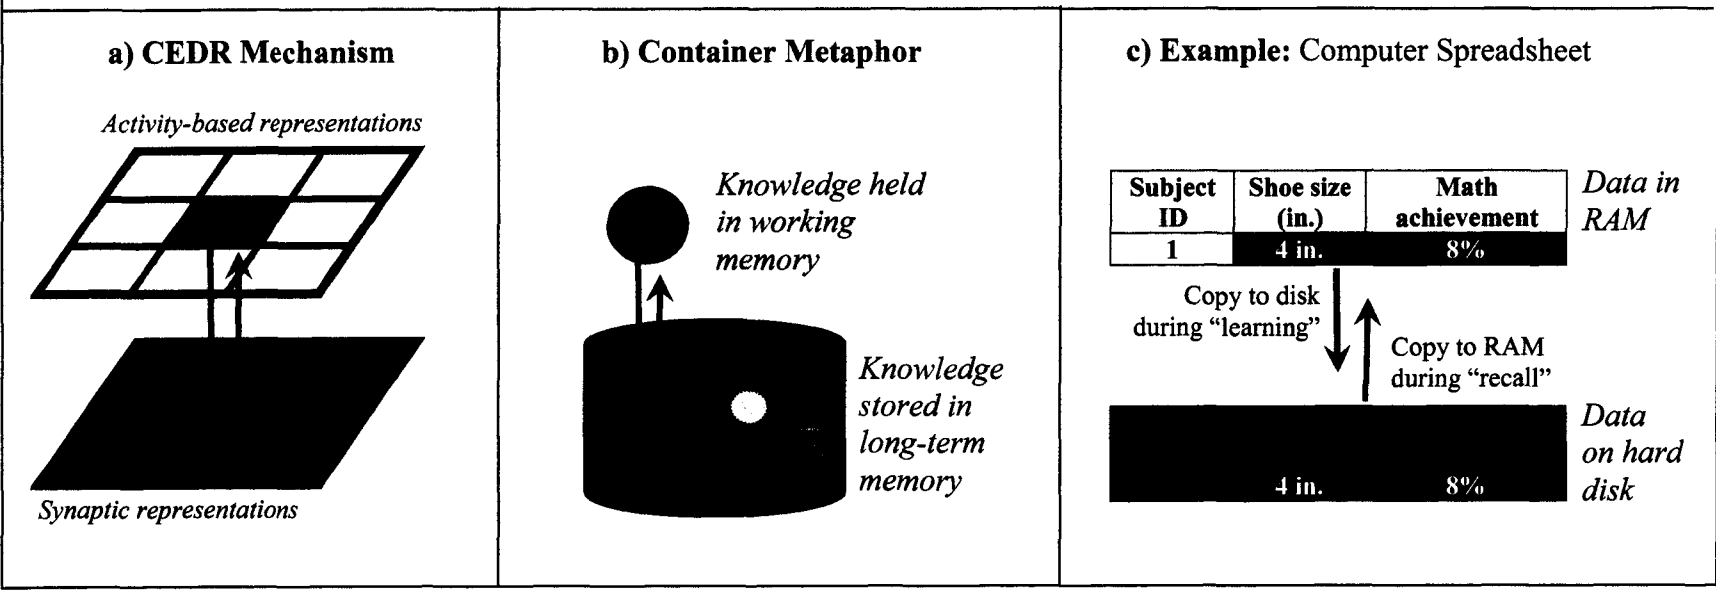 a) CEDR Mechanism
Activity-based representations
Synaptic representations
b) Container Metaphor
Knowledge held
in working
memory
Knowledge
stored in
long-term
memory
c) Example: Computer Spreadsheet
Subject ID Shoe size (in.) Math achievement
1 4 in. 8%
Data in
RAM
Copy to disk
during “learning”
Copy to RAM
during “recall”
4 in. 8%
Data
on hard
disk